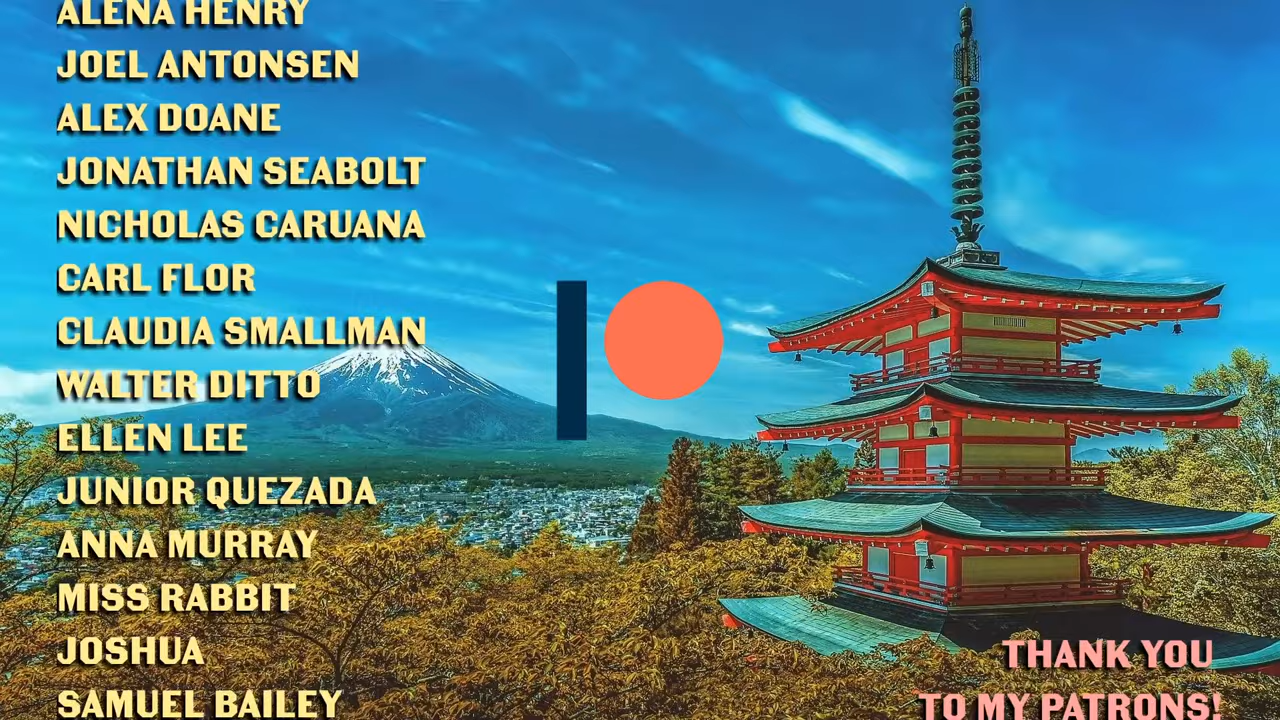 ALENA HENRY
JOEL ANTONSEN
ALEX DOANE
JONATHAN SEABOLT
NICHOLAS CARUANA
CARL FLOR
CLAUDIA SMALLMAN
WALTER DITTO
ELLEN LEE
JUNIOR QUEZADA
ANNA MURRAY
MISS RABBIT
JOSHUA
SAMUEL BAILEY
THANK YOU
TO MY PATRONS!